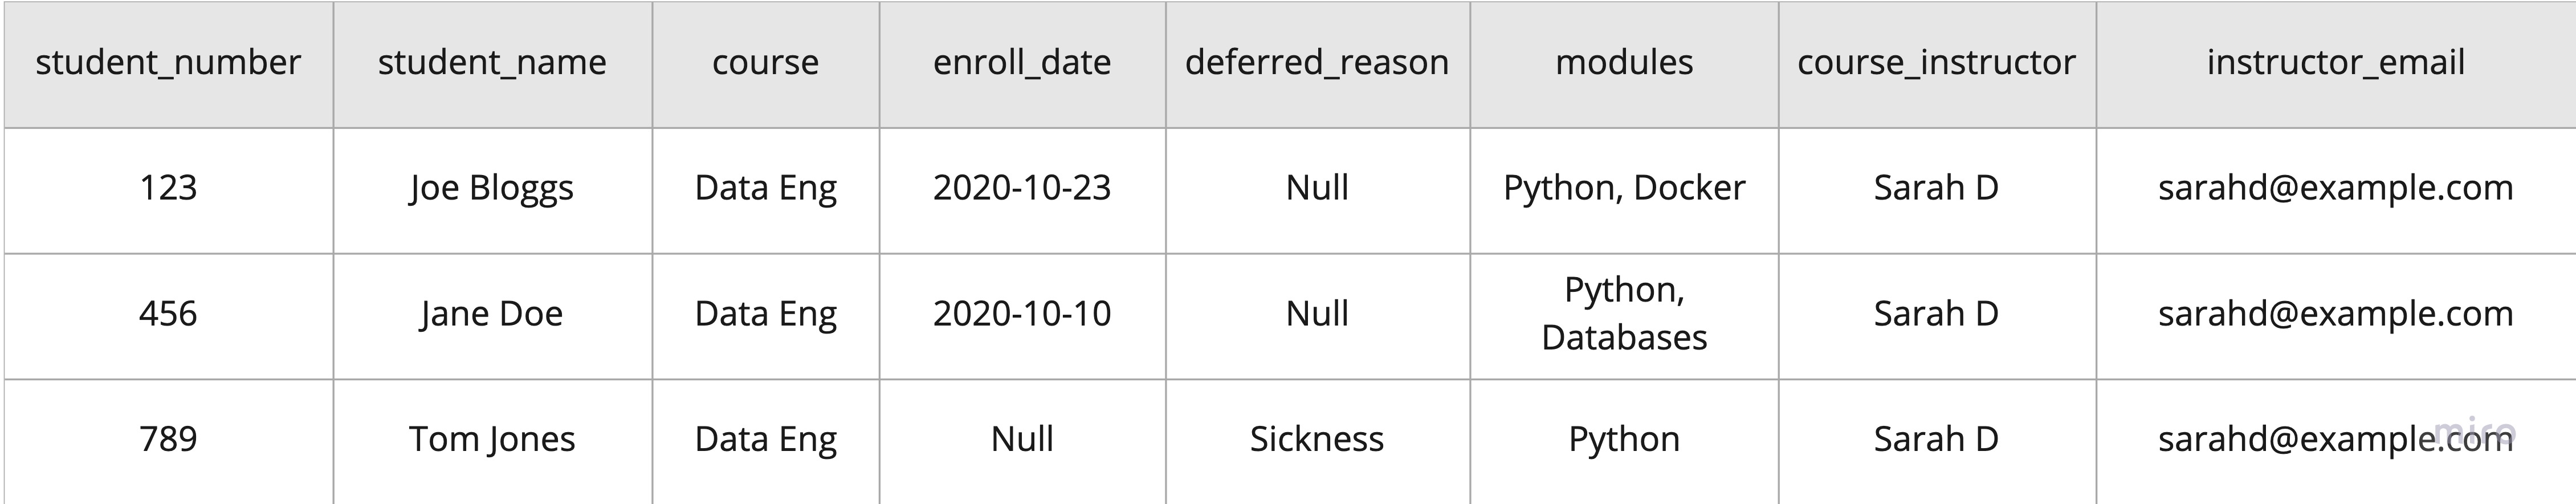 student_number student_name course enroll_date deferred_reason modules course_instructor instructor_email
123 Joe Bloggs Data Eng 2020-10-23 Null Python, Docker Sarah D sarahd@example.com
456 Jane Doe Data Eng 2020-10-10 Null Python, Databases Sarah D sarahd@example.com
789 Tom Jones Data Eng Null Sickness Python Sarah D sarahd@example.com
miro